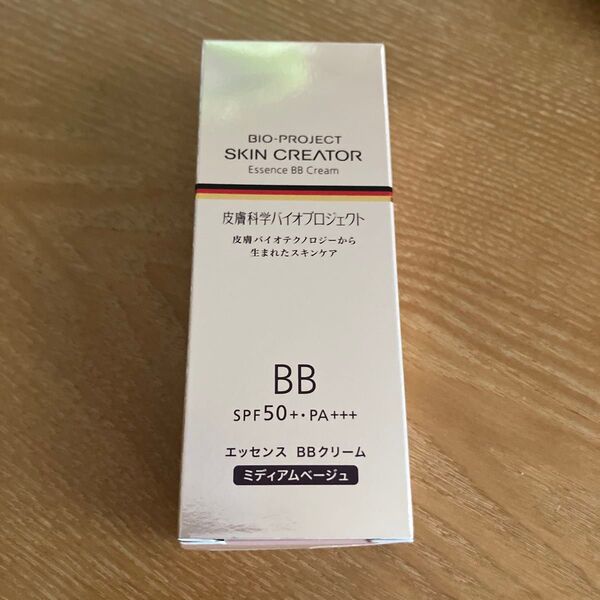 BIO-PROJECT
SKIN CREATOR
Essence BB Cream
皮膚科学バイオプロジェクト
皮膚バイオテクノロジーから
生まれたスキンケア
BB
SPF50+・PA+++
エッセンス BBクリーム
ミディアムベージュ